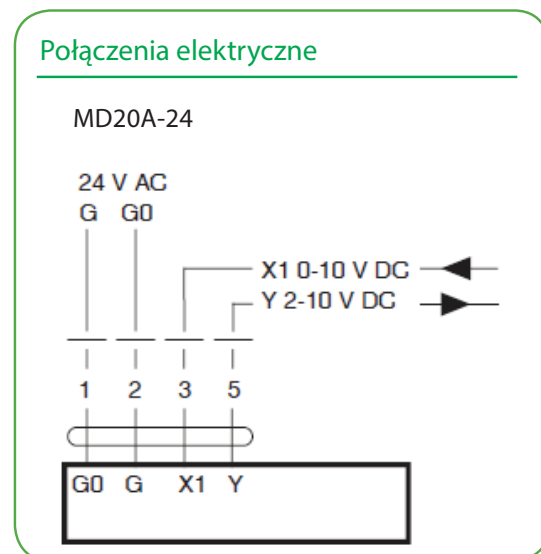 Połączenia elektryczne
MD20A-24
24 V AC
G G0
X1 0-10 V DC
Y 2-10 V DC
1 2 3 5
G0 G X1 Y